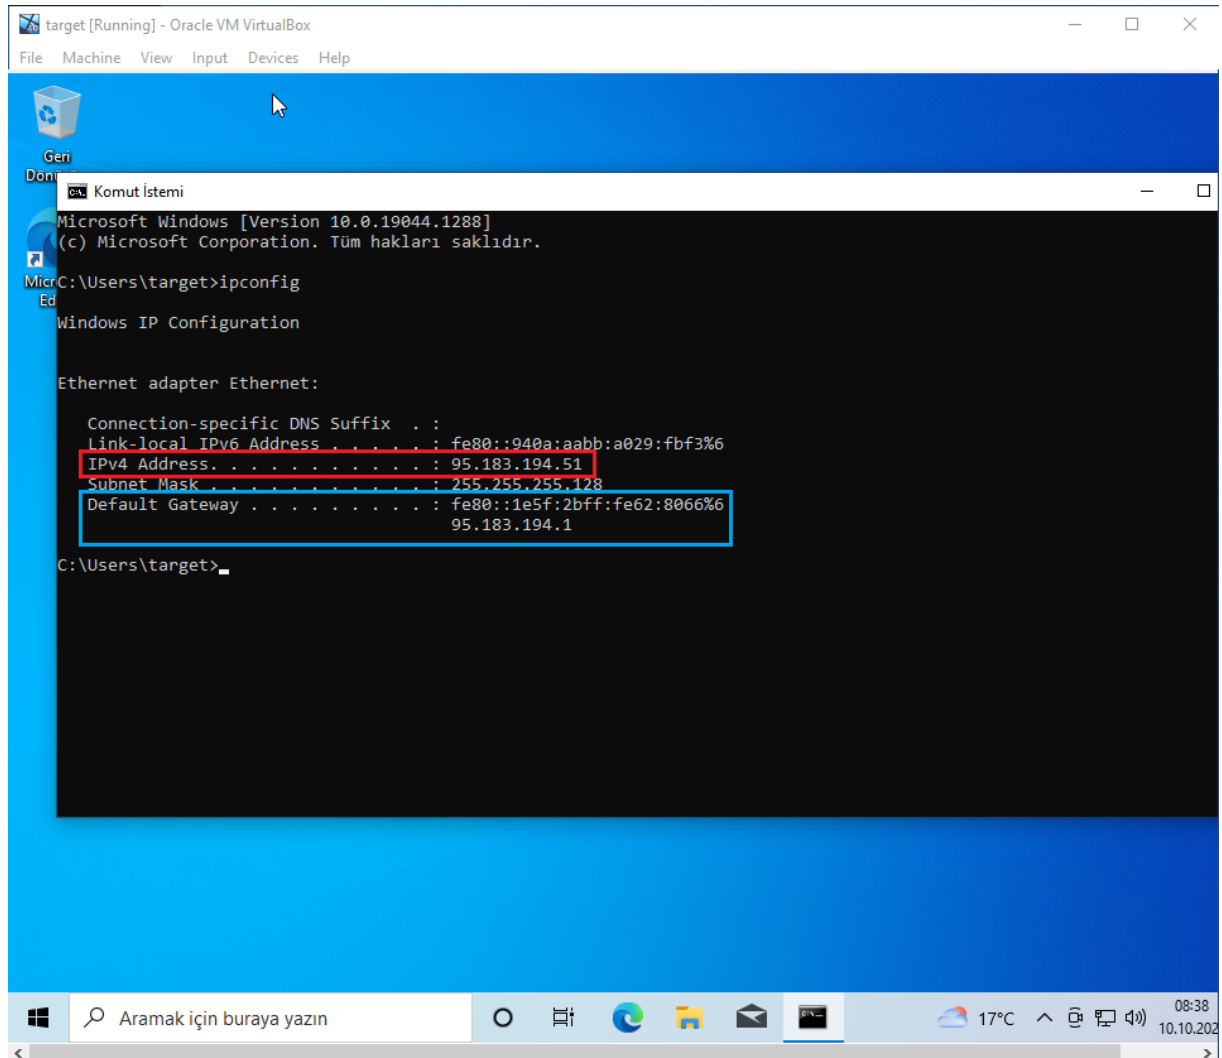 target [Running] - Oracle VM VirtualBox
File Machine View Input Devices Help
Geri
Komut İstemi
Microsoft Windows [Version 10.0.19044.1288]
(c) Microsoft Corporation. Tüm hakları saklıdır.
C:\Users\target>ipconfig
Windows IP Configuration
Ethernet adapter Ethernet:
Connection-specific DNS Suffix . :
Link-local IPv6 Address . . . . . : fe80::940a:aabb:a029:fbf3%6
IPv4 Address. . . . . . . . . . . : 95.183.194.51
Subnet Mask . . . . . . . . . . . : 255.255.255.128
Default Gateway . . . . . . . . . : fe80::1e5f:2bff:fe62:8066%6
95.183.194.1
C:\Users\target>
Aramak için buraya yazın
17°C
08:38
10.10.202